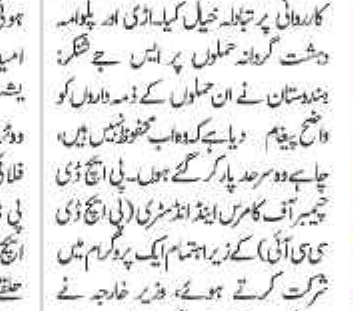 کارروائی پر تبادلہ خیال کیا۔اڑی اور پلوامہ
دہشت گردانہ حملوں پر ایس جے شنکر:
ہندوستان نے ان حملوں کے ذمہ داروں کو
واضح پیغام دیا ہے کہ وہ اب محفوظ نہیں ہیں،
چاہے وہ سرحد پار کر گئے ہوں۔ پی ایچ ڈی
چیمبر آف کامرس اینڈ انڈسٹری (پی ایچ ڈی
سی سی آئی) کے زیر اہتمام ایک پروگرام میں
شرکت کرتے ہوئے، وزیر خارجہ نے